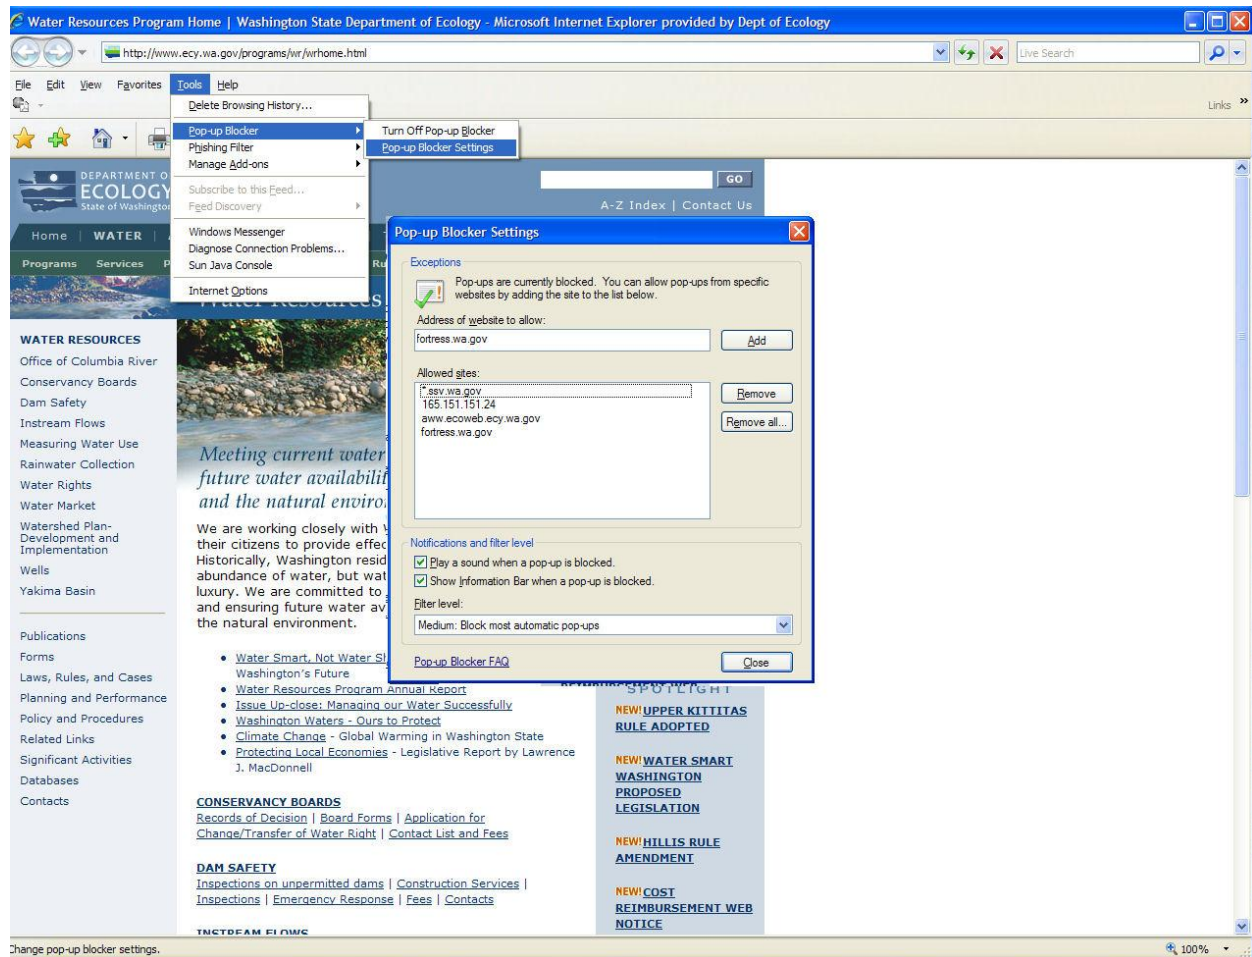 Water Resources Program Home | Washington State Department of Ecology - Microsoft Internet Explorer provided by Dept of Ecology
http://www.ecy.wa.gov/programs/wr/wrhome.html
Live Search
File Edit View Favorites Tools Help
Links »
Delete Browsing History...
Pop-up Blocker
Phishing Filter
Manage Add-ons
Subscribe to this Feed...
Feed Discovery
Windows Messenger
Diagnose Connection Problems...
Sun Java Console
Internet Options
Turn Off Pop-up Blocker
Pop-up Blocker Settings
DEPARTMENT O
ECOLOGY
State of Washington
GO
A-Z Index | Contact Us
Home | WATER |
Programs Services P
Ru
Water Resources
WATER RESOURCES
Office of Columbia River
Conservancy Boards
Dam Safety
Instream Flows
Measuring Water Use
Rainwater Collection
Water Rights
Water Market
Watershed Plan-
Development and
Implementation
Wells
Yakima Basin
Publications
Forms
Laws, Rules, and Cases
Planning and Performance
Policy and Procedures
Related Links
Significant Activities
Databases
Contacts
Meeting current water
future water availabilit
and the natural enviro
We are working closely with
their citizens to provide effec
Historically, Washington resid
abundance of water, but wat
luxury. We are committed to
and ensuring future water av
the natural environment.
Water Smart, Not Water S
Washington's Future
Water Resources Program Annual Report
Issue Up-close: Managing our Water Successfully
Washington Waters - Ours to Protect
Climate Change - Global Warming in Washington State
Protecting Local Economies - Legislative Report by Lawrence
J. MacDonnell
CONSERVANCY BOARDS
Records of Decision | Board Forms | Application for
Change/Transfer of Water Right | Contact List and Fees
DAM SAFETY
Inspections on unpermitted dams | Construction Services |
Inspections | Emergency Response | Fees | Contacts
INSTREAM FLOWS
Pop-up Blocker Settings
Exceptions
Pop-ups are currently blocked. You can allow pop-ups from specific
websites by adding the site to the list below.
Address of website to allow:
fortress.wa.gov
Add
Allowed sites:
*.ssv.wa.gov
165.151.151.24
aww.ecoweb.ecy.wa.gov
fortress.wa.gov
Remove
Remove all...
Notifications and filter level
Play a sound when a pop-up is blocked.
Show Information Bar when a pop-up is blocked.
Filter level:
Medium: Block most automatic pop-ups
Pop-up Blocker FAQ
Close
SPOTLIGHT
NEW! UPPER KITTITAS
RULE ADOPTED
NEW! WATER SMART
WASHINGTON
PROPOSED
LEGISLATION
NEW! HILLIS RULE
AMENDMENT
NEW! COST
REIMBURSEMENT WEB
NOTICE
Change pop-up blocker settings.
100%